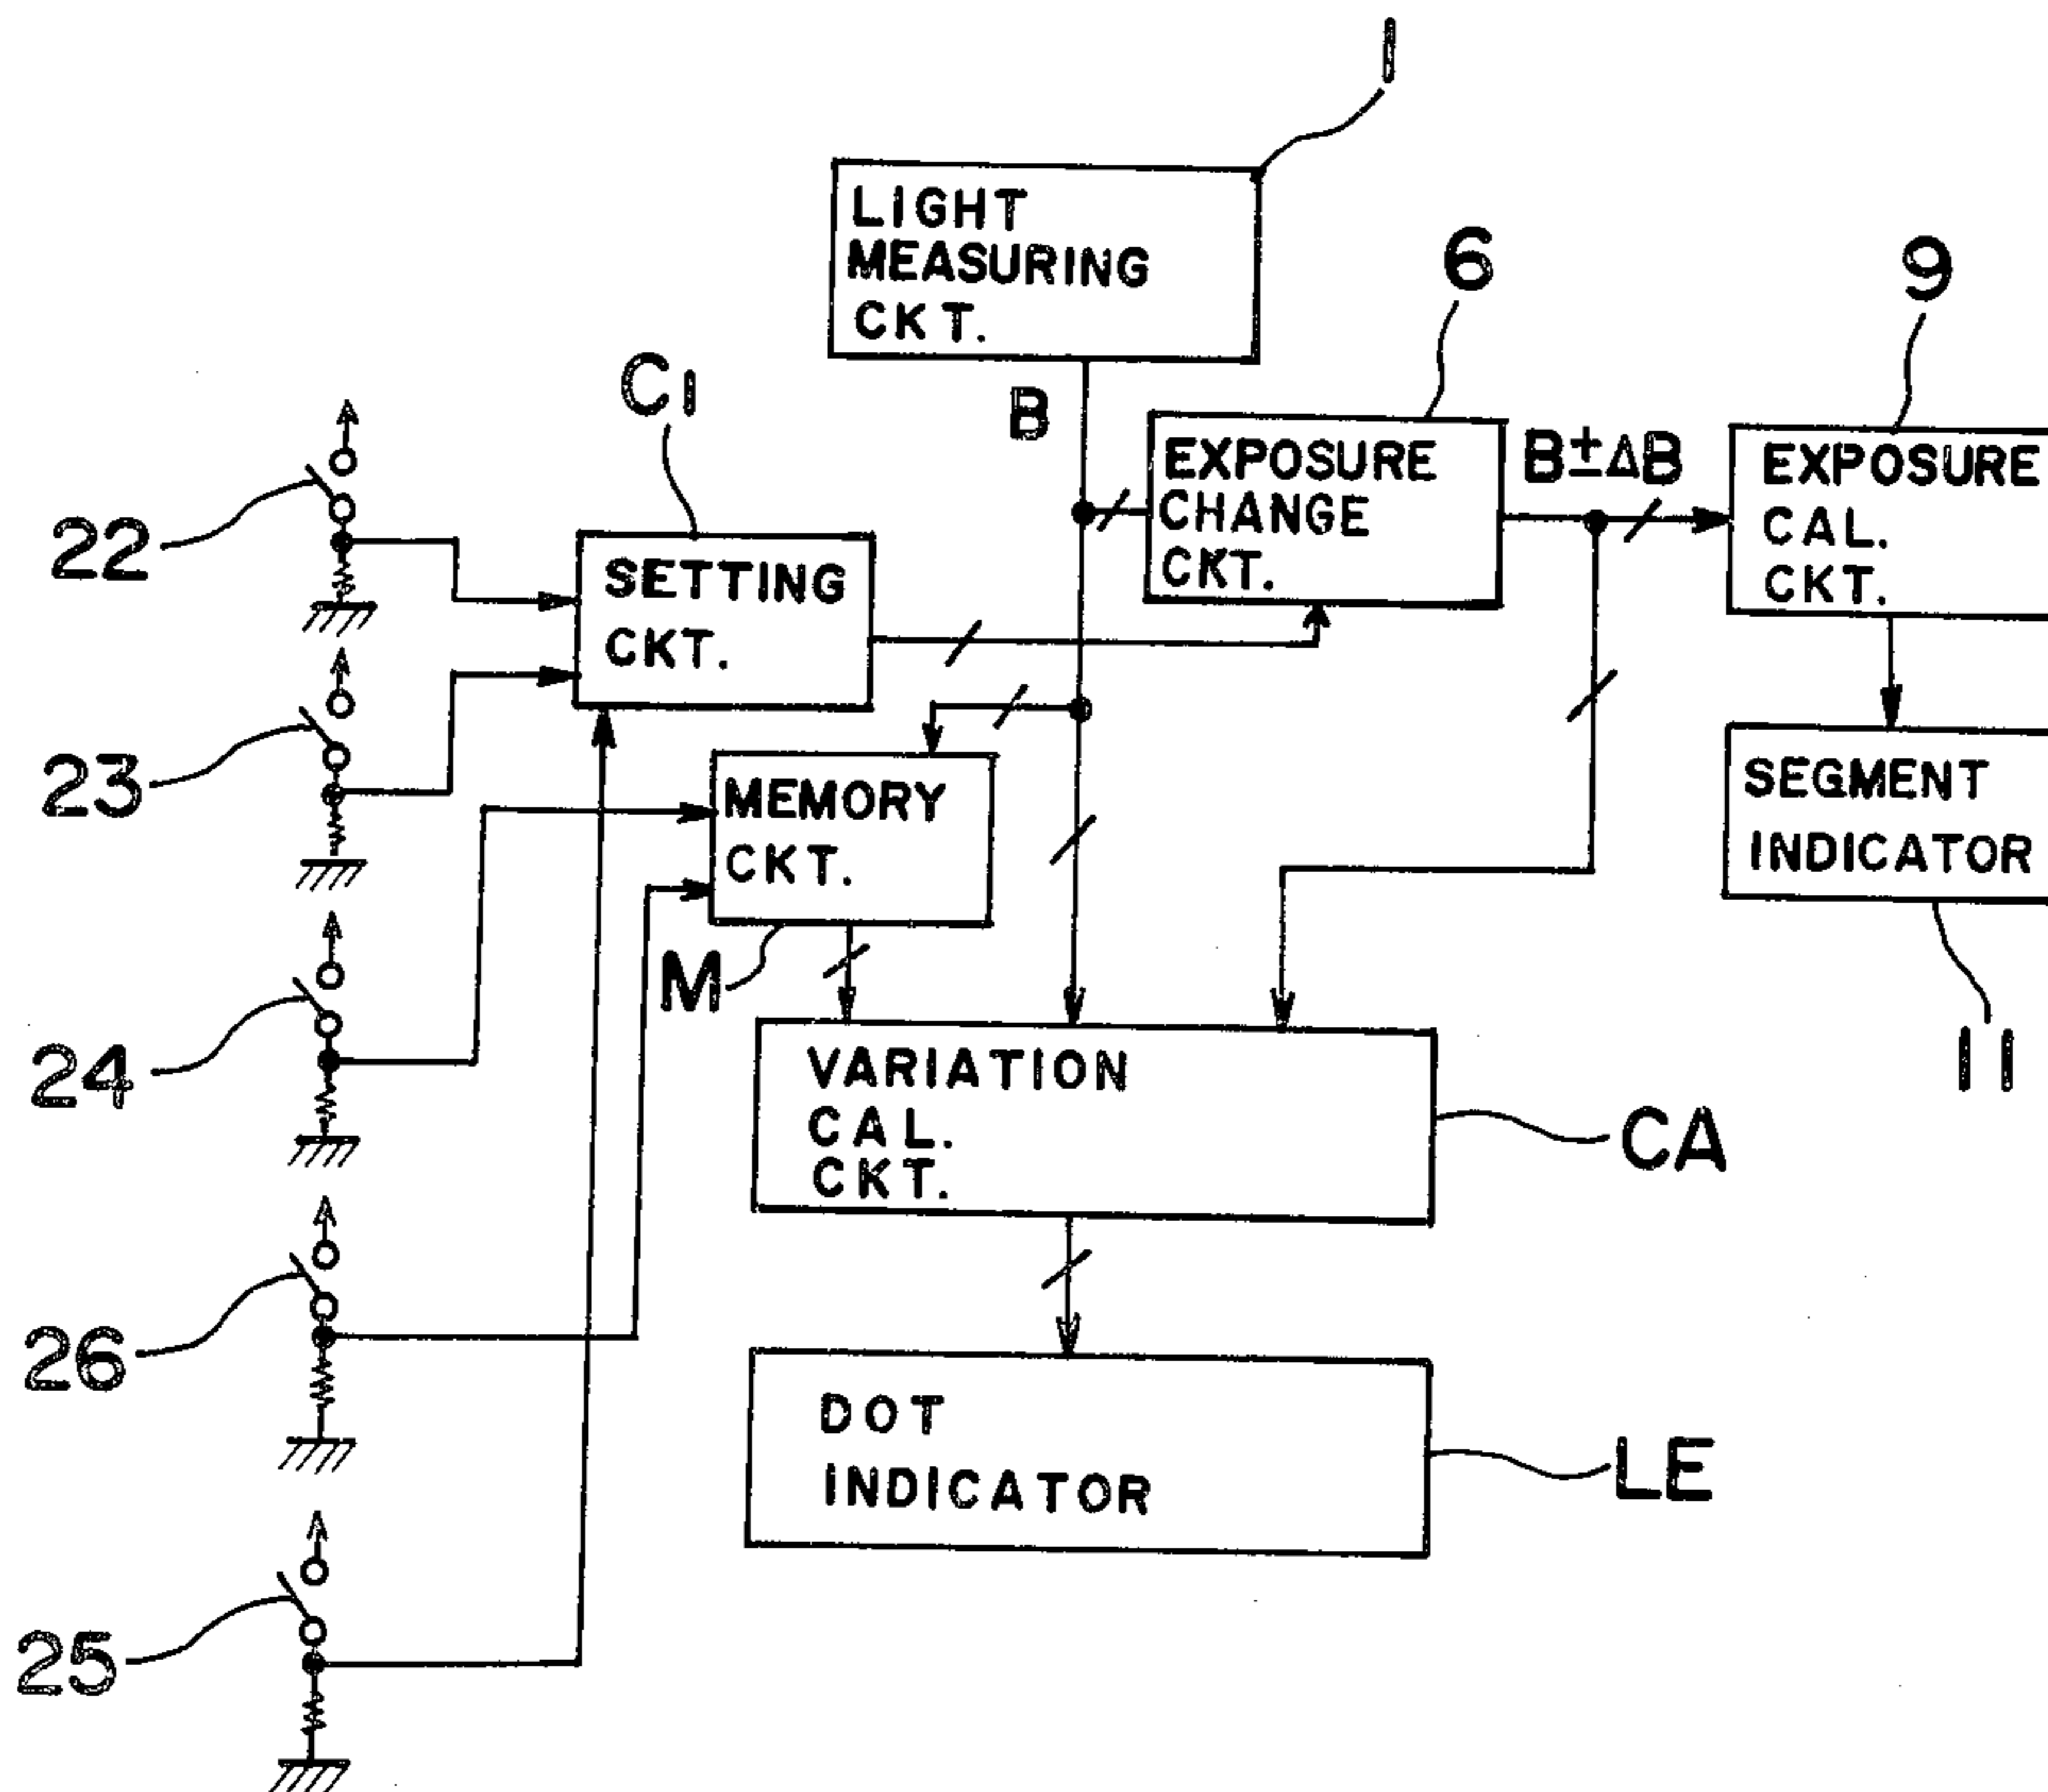 1
LIGHT
MEASURING
CKT.
6
9
C1
B
EXPOSURE
CHANGE
CKT.
B±ΔB
EXPOSURE
CAL.
CKT.
22
SETTING
CKT.
23
MEMORY
CKT.
SEGMENT
INDICATOR
M
24
VARIATION
CAL.
CKT.
CA
11
26
DOT
INDICATOR
LE
25